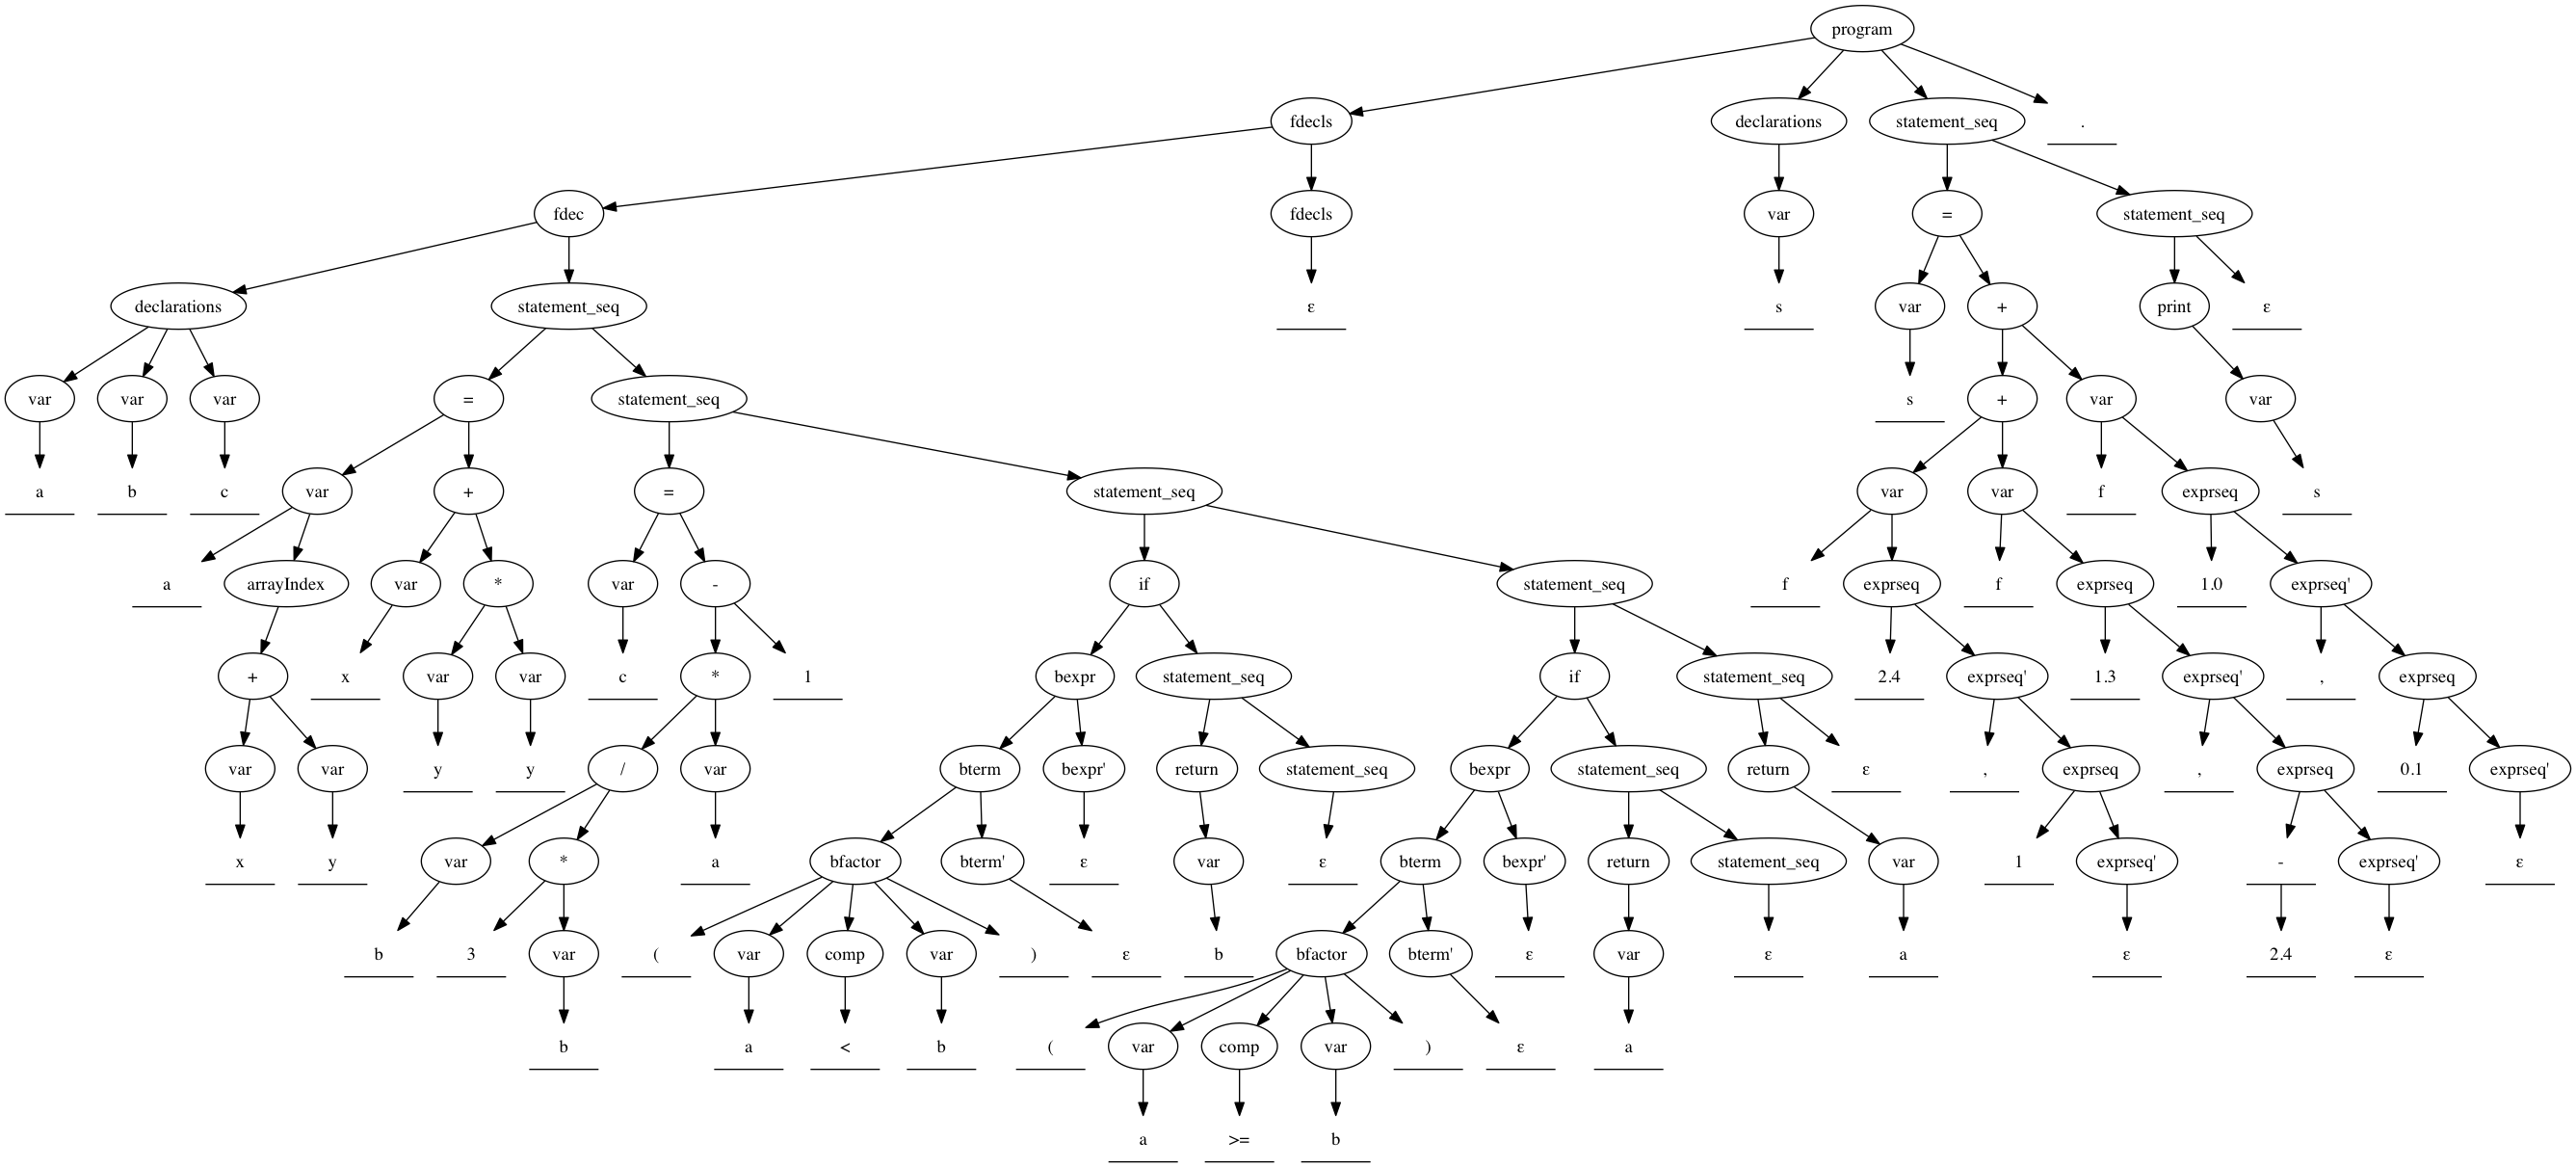 program
fdecls declarations statement_seq .
fdec fdecls var = statement_seq
declarations statement_seq ε s var + print ε
var var var = statement_seq s + var var
a b c var + = statement_seq var var f exprseq s
a arrayIndex var * var - if statement_seq f exprseq f exprseq 1.0 exprseq'
+ x var var c * 1 bexpr statement_seq if statement_seq 2.4 exprseq' 1.3 exprseq' , exprseq
var var y y / var bterm bexpr' return statement_seq bexpr statement_seq return ε , exprseq , exprseq 0.1 exprseq'
x y var * a bfactor bterm' ε var ε bterm bexpr' return statement_seq var 1 exprseq' - exprseq' ε
b 3 var ( var comp var ) ε b bfactor bterm' ε var ε a ε 2.4 ε
b a < b ( var comp var ) ε a
a >= b